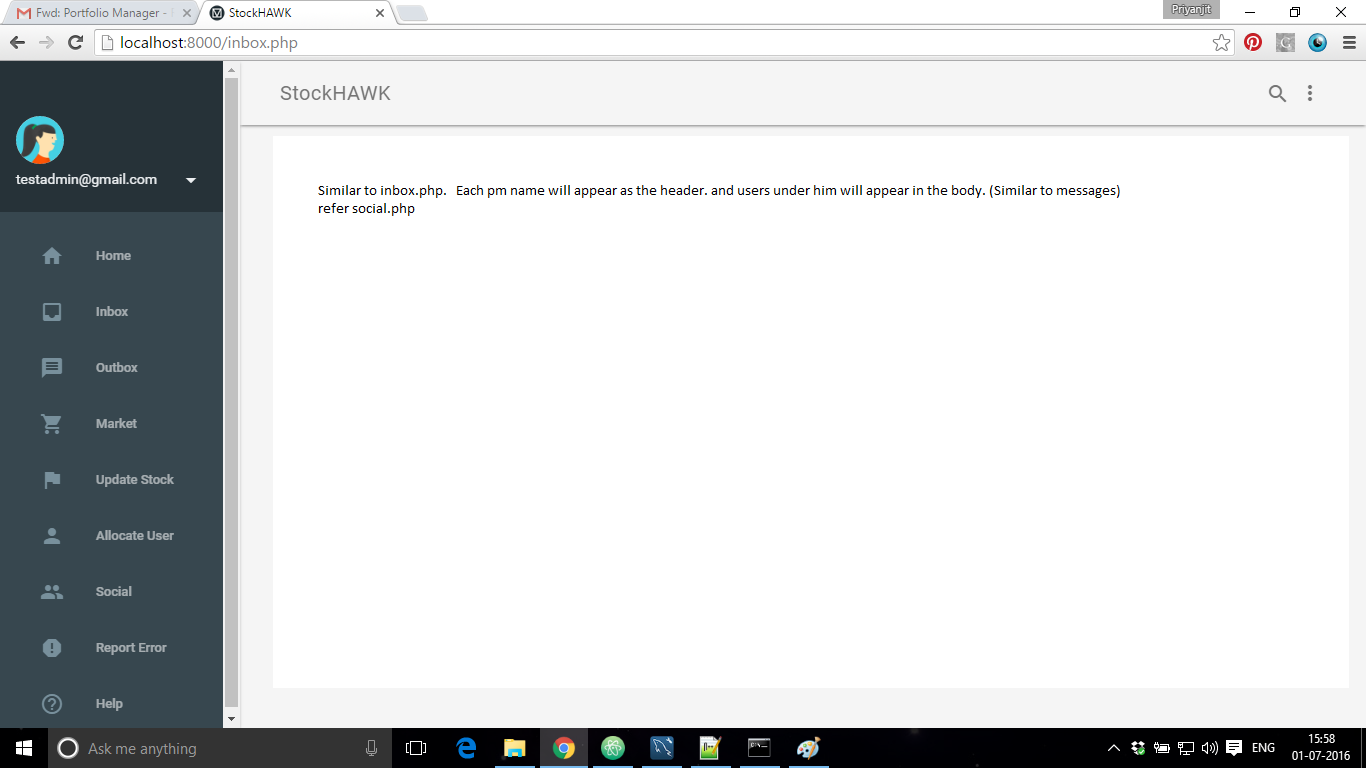 Fwd: Portfolio Manager -
StockHAWK
Priyanjit
localhost:8000/inbox.php
testadmin@gmail.com
Home
Inbox
Outbox
Market
Update Stock
Allocate User
Social
Report Error
Help
StockHAWK
Similar to inbox.php. Each pm name will appear as the header. and users under him will appear in the body. (Similar to messages)
refer social.php
Ask me anything
ENG
15:58
01-07-2016